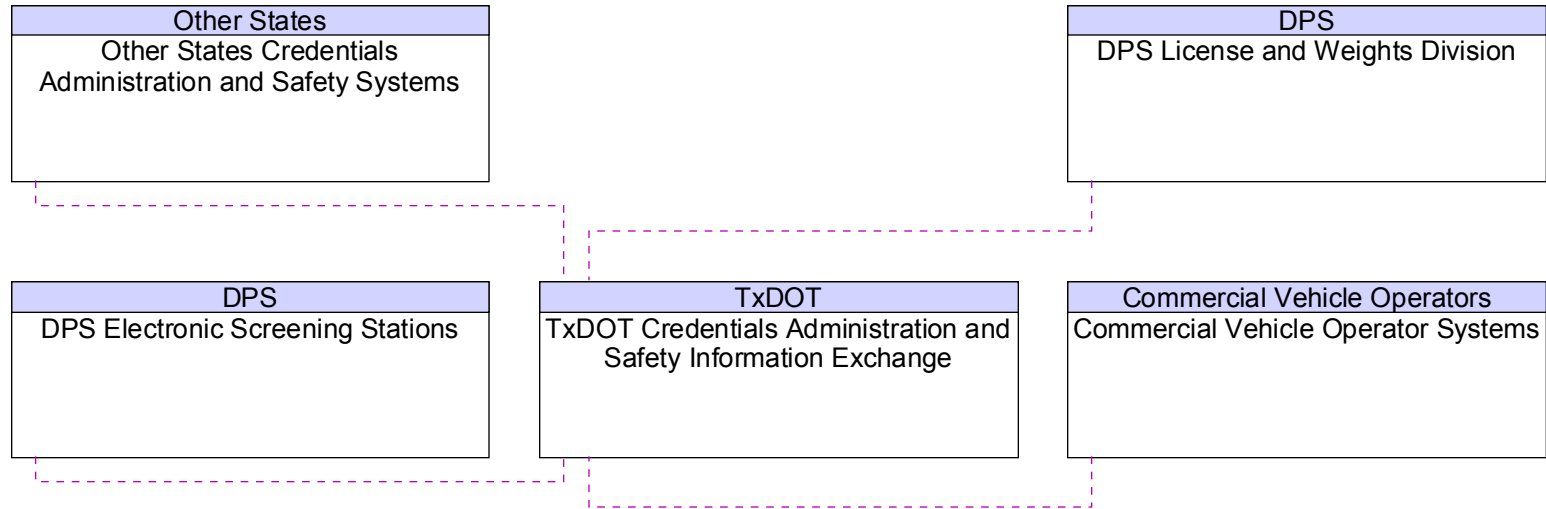 Other States
Other States Credentials
Administration and Safety Systems
DPS
DPS License and Weights Division
DPS
DPS Electronic Screening Stations
TxDOT
TxDOT Credentials Administration and
Safety Information Exchange
Commercial Vehicle Operators
Commercial Vehicle Operator Systems